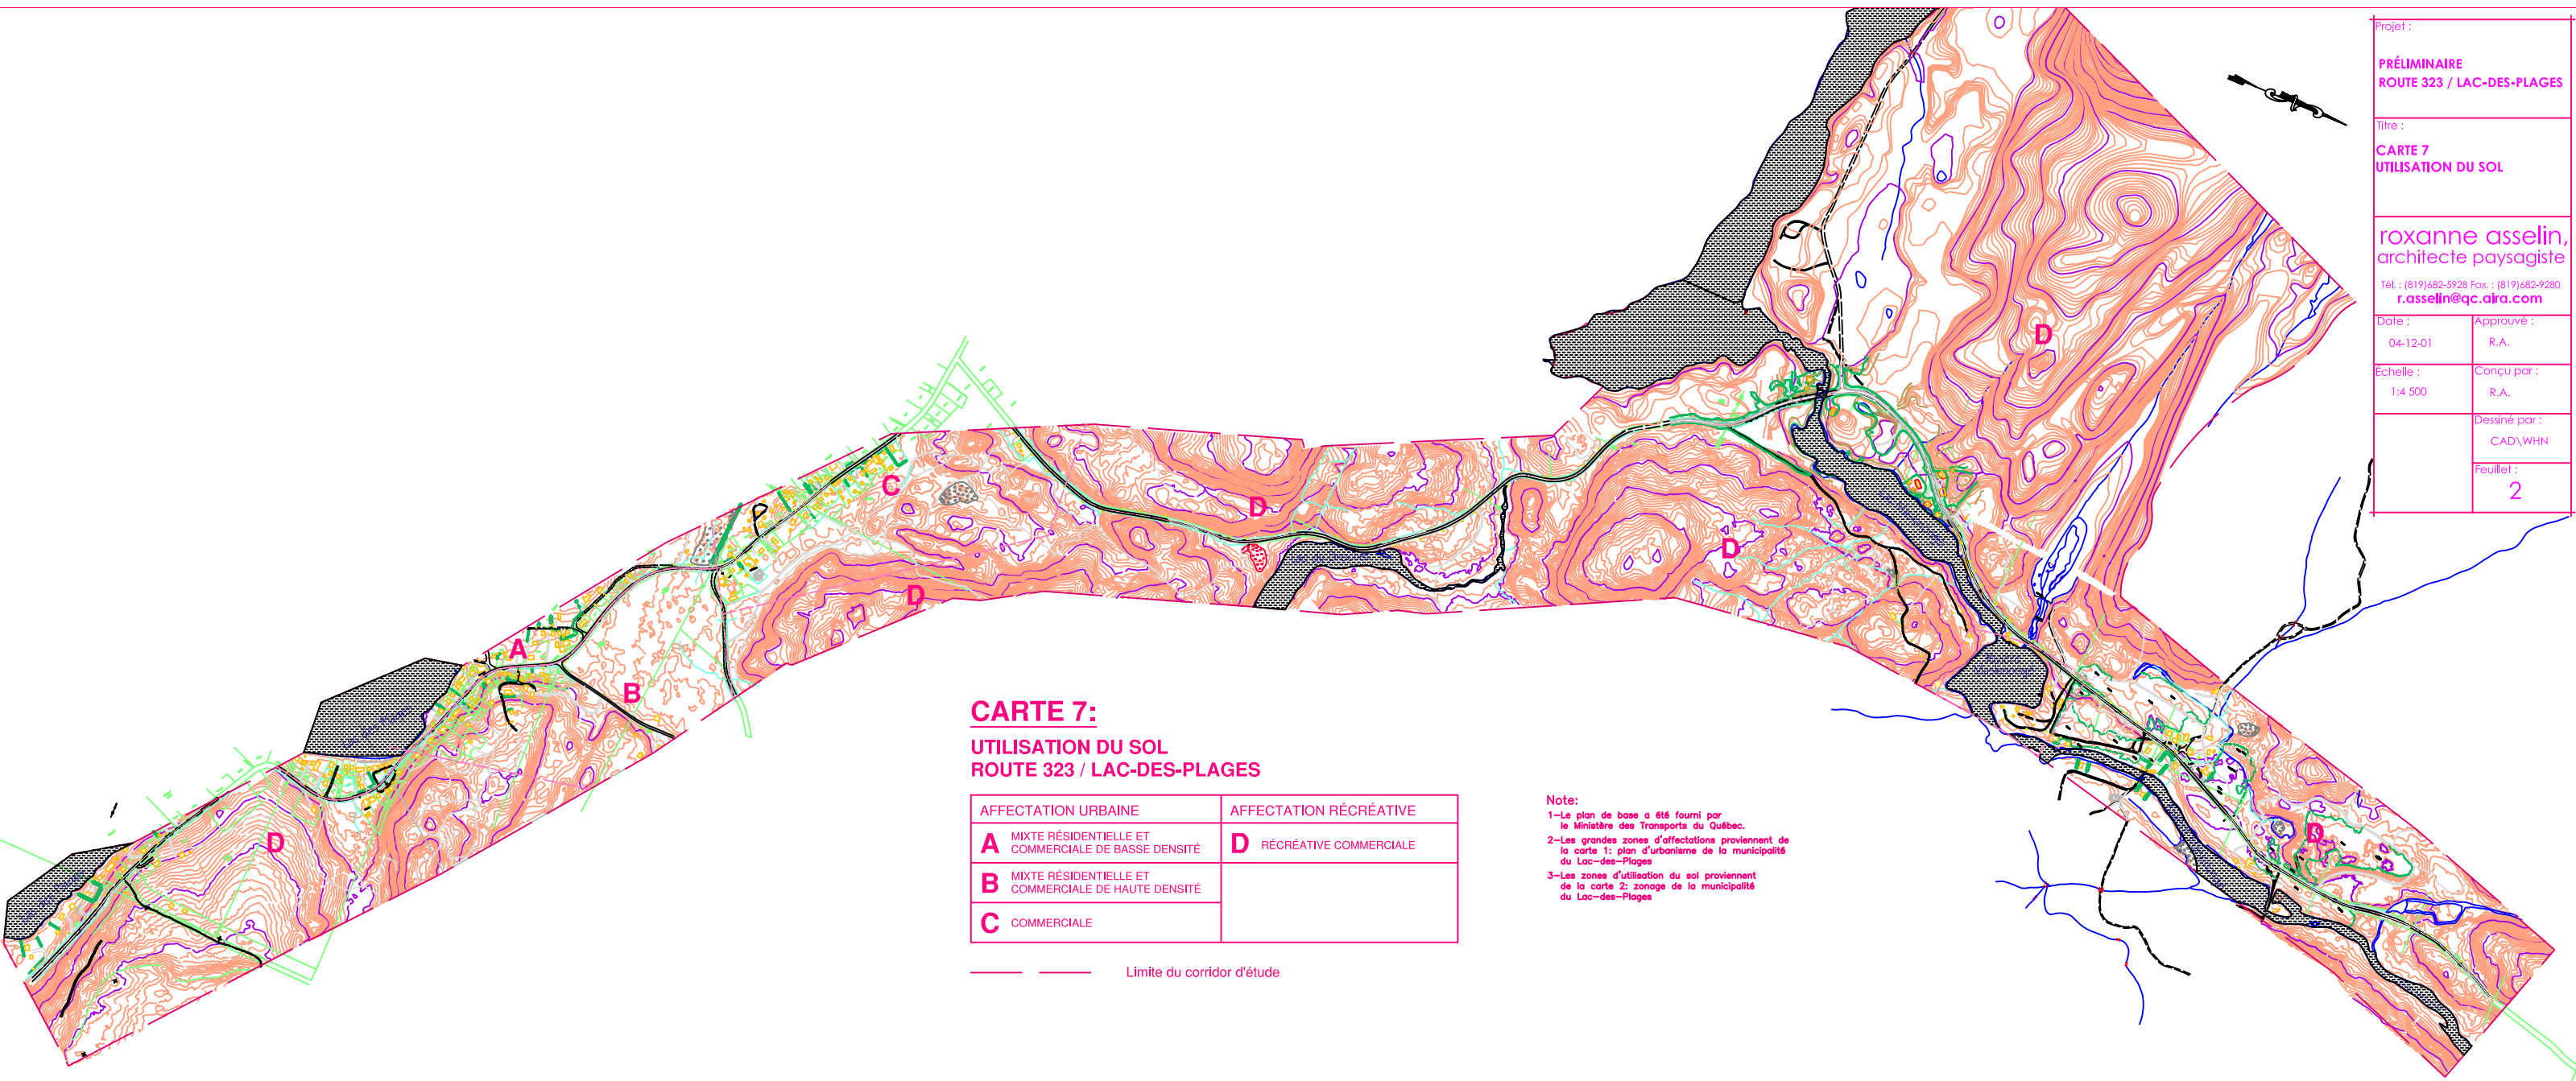 Projet :
PRÉLIMINAIRE
ROUTE 323 / LAC-DES-PLAGES
Titre :
CARTE 7
UTILISATION DU SOL
roxanne asselin,
architecte paysagiste
Tél. : (819)682-5928 Fax. : (819)682-9280
r.asselin@qc.aira.com
Date :
04-12-01
Approuvé :
R.A.
Échelle :
1:4 500
Conçu par :
R.A.
Dessiné par :
CAD\WHN
Feuillet :
2
D
C
D
D
D
A
B
D
D
CARTE 7:
UTILISATION DU SOL
ROUTE 323 / LAC-DES-PLAGES
AFFECTATION URBAINE
AFFECTATION RÉCRÉATIVE
A MIXTE RÉSIDENTIELLE ET
COMMERCIALE DE BASSE DENSITÉ
D RÉCRÉATIVE COMMERCIALE
B MIXTE RÉSIDENTIELLE ET
COMMERCIALE DE HAUTE DENSITÉ
C COMMERCIALE
Limite du corridor d'étude
Note:
1-Le plan de base a été fourni par
le Ministère des Transports du Québec.
2-Les grandes zones d'affectations proviennent de
la carte 1: plan d'urbanisme de la municipalité
du Lac-des-Plages
3-Les zones d'utilisation du sol proviennent
de la carte 2: zonage de la municipalité
du Lac-des-Plages